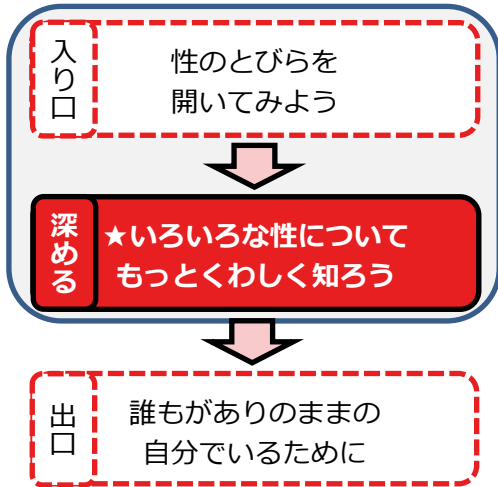 入り口
性のとびらを
開いてみよう
深める
★いろいろな性について
もっとくわしく知ろう
出口
誰もがありのままの
自分でいるために